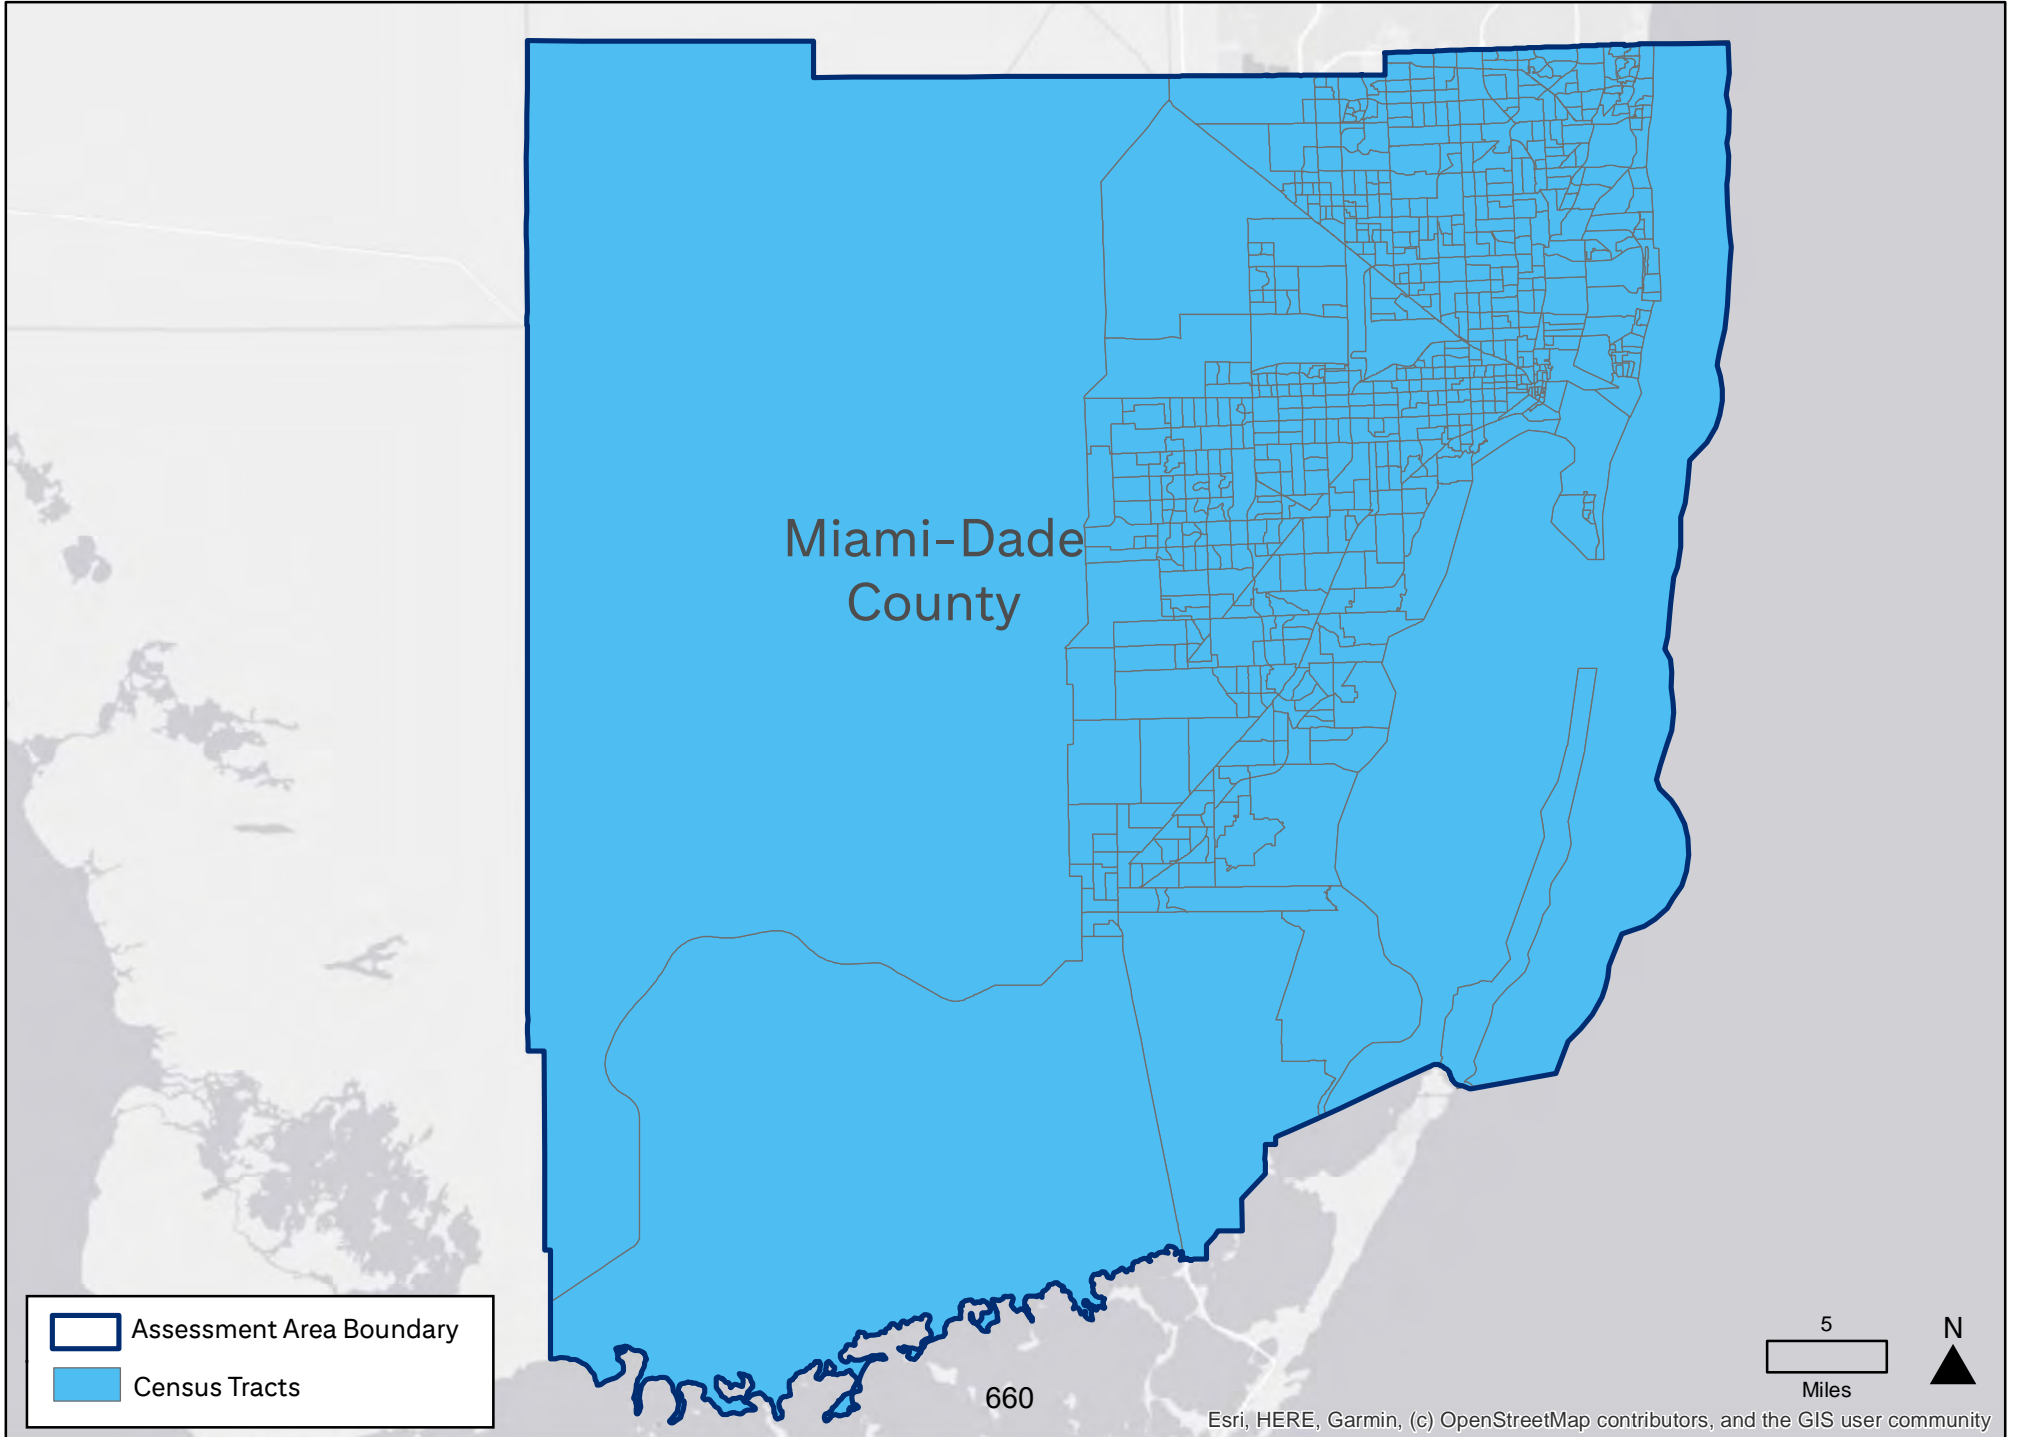 Miami-Dade
County
Assessment Area Boundary
Census Tracts
660
5
Miles
N
Esri, HERE, Garmin, (c) OpenStreetMap contributors, and the GIS user community